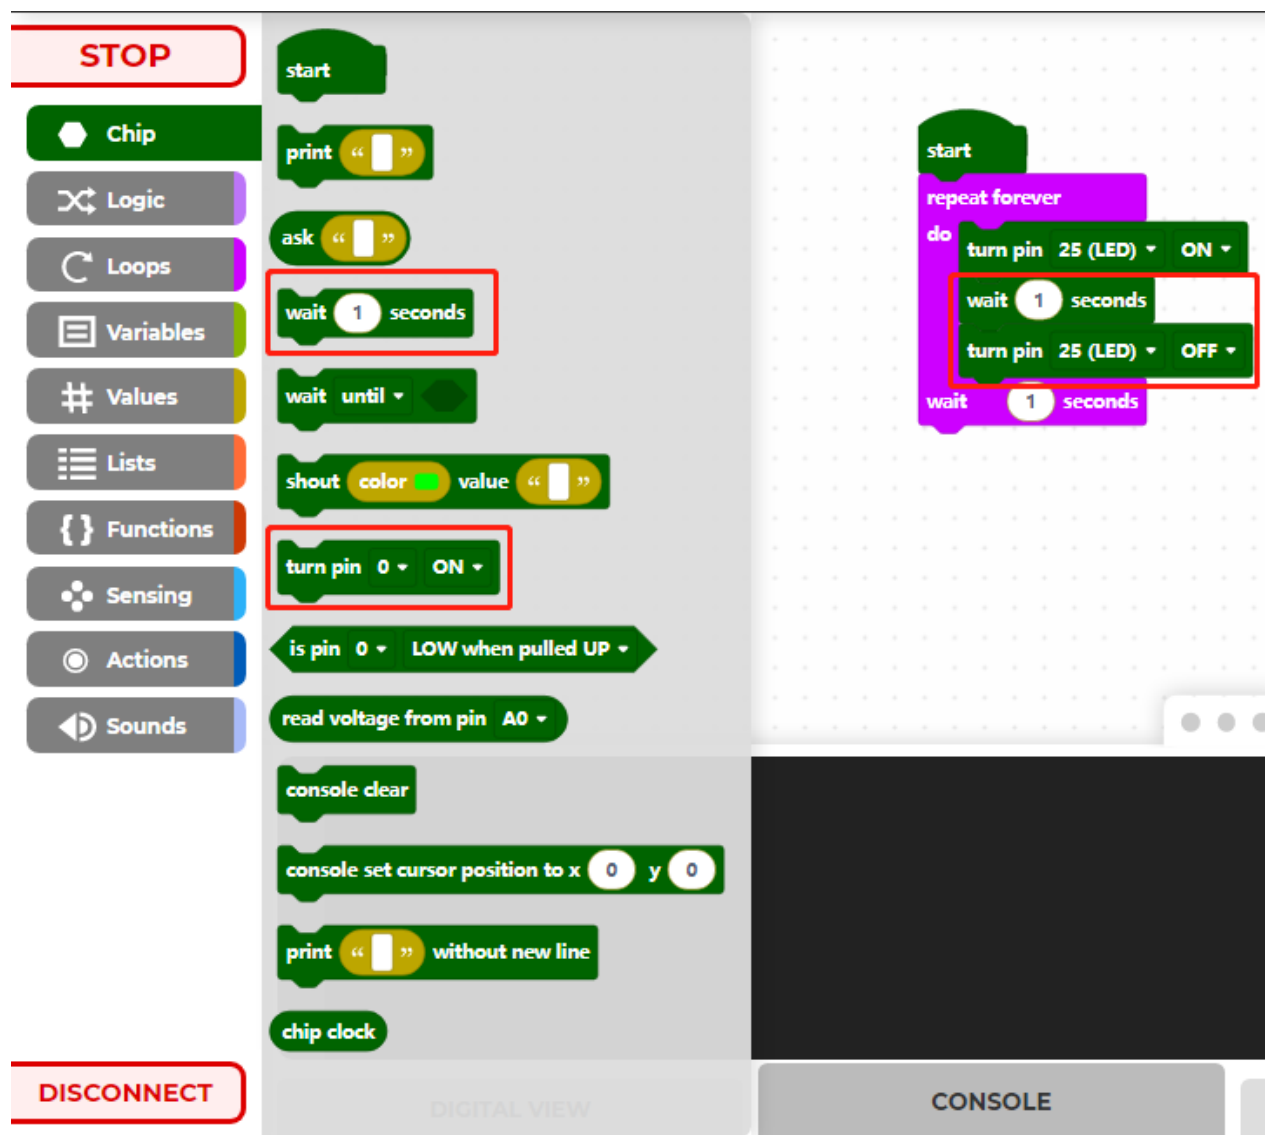 STOP
Chip
Logic
Loops
Variables
Values
Lists
Functions
Sensing
Actions
Sounds
DISCONNECT
start
print “ ”
ask “ ”
wait 1 seconds
wait until
shout color value “ ”
turn pin 0 ON
is pin 0 LOW when pulled UP
read voltage from pin A0
console clear
console set cursor position to x 0 y 0
print “ ” without new line
chip clock
DIGITAL VIEW
start
repeat forever
do
turn pin 25 (LED) ON
wait 1 seconds
turn pin 25 (LED) OFF
wait 1 seconds
CONSOLE